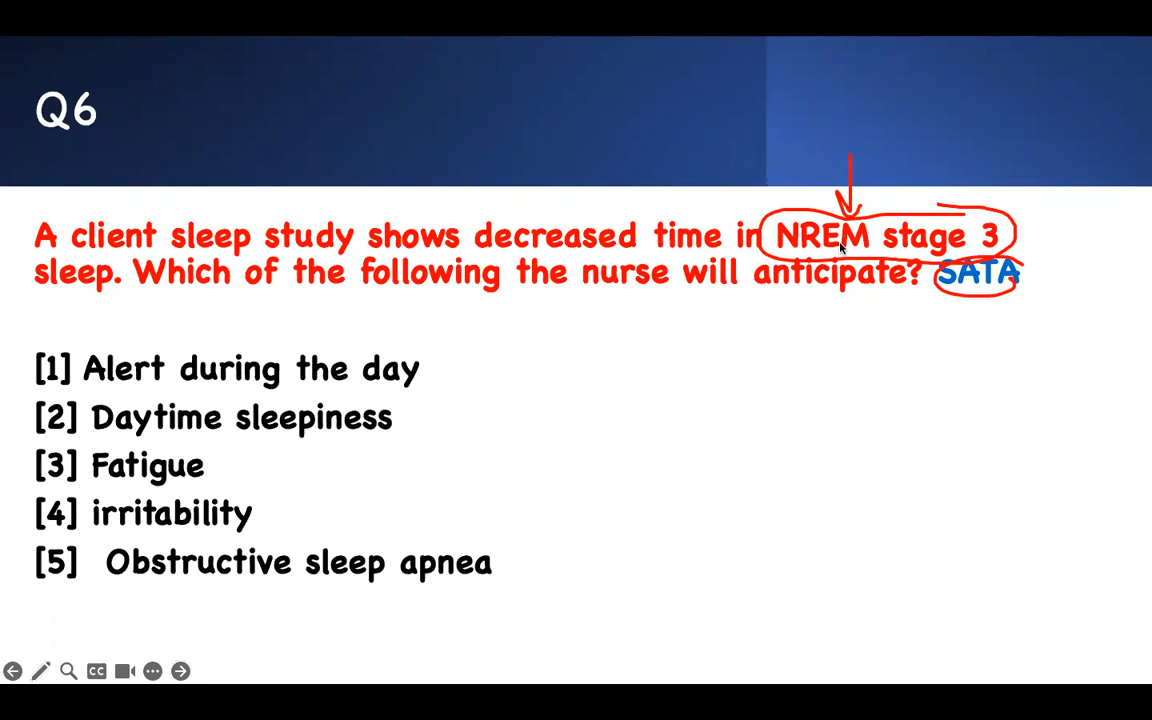 Q6
A client sleep study shows decreased time in NREM stage 3
sleep. Which of the following the nurse will anticipate? SATA
[1] Alert during the day
[2] Daytime sleepiness
[3] Fatigue
[4] irritability
[5] Obstructive sleep apnea
CC